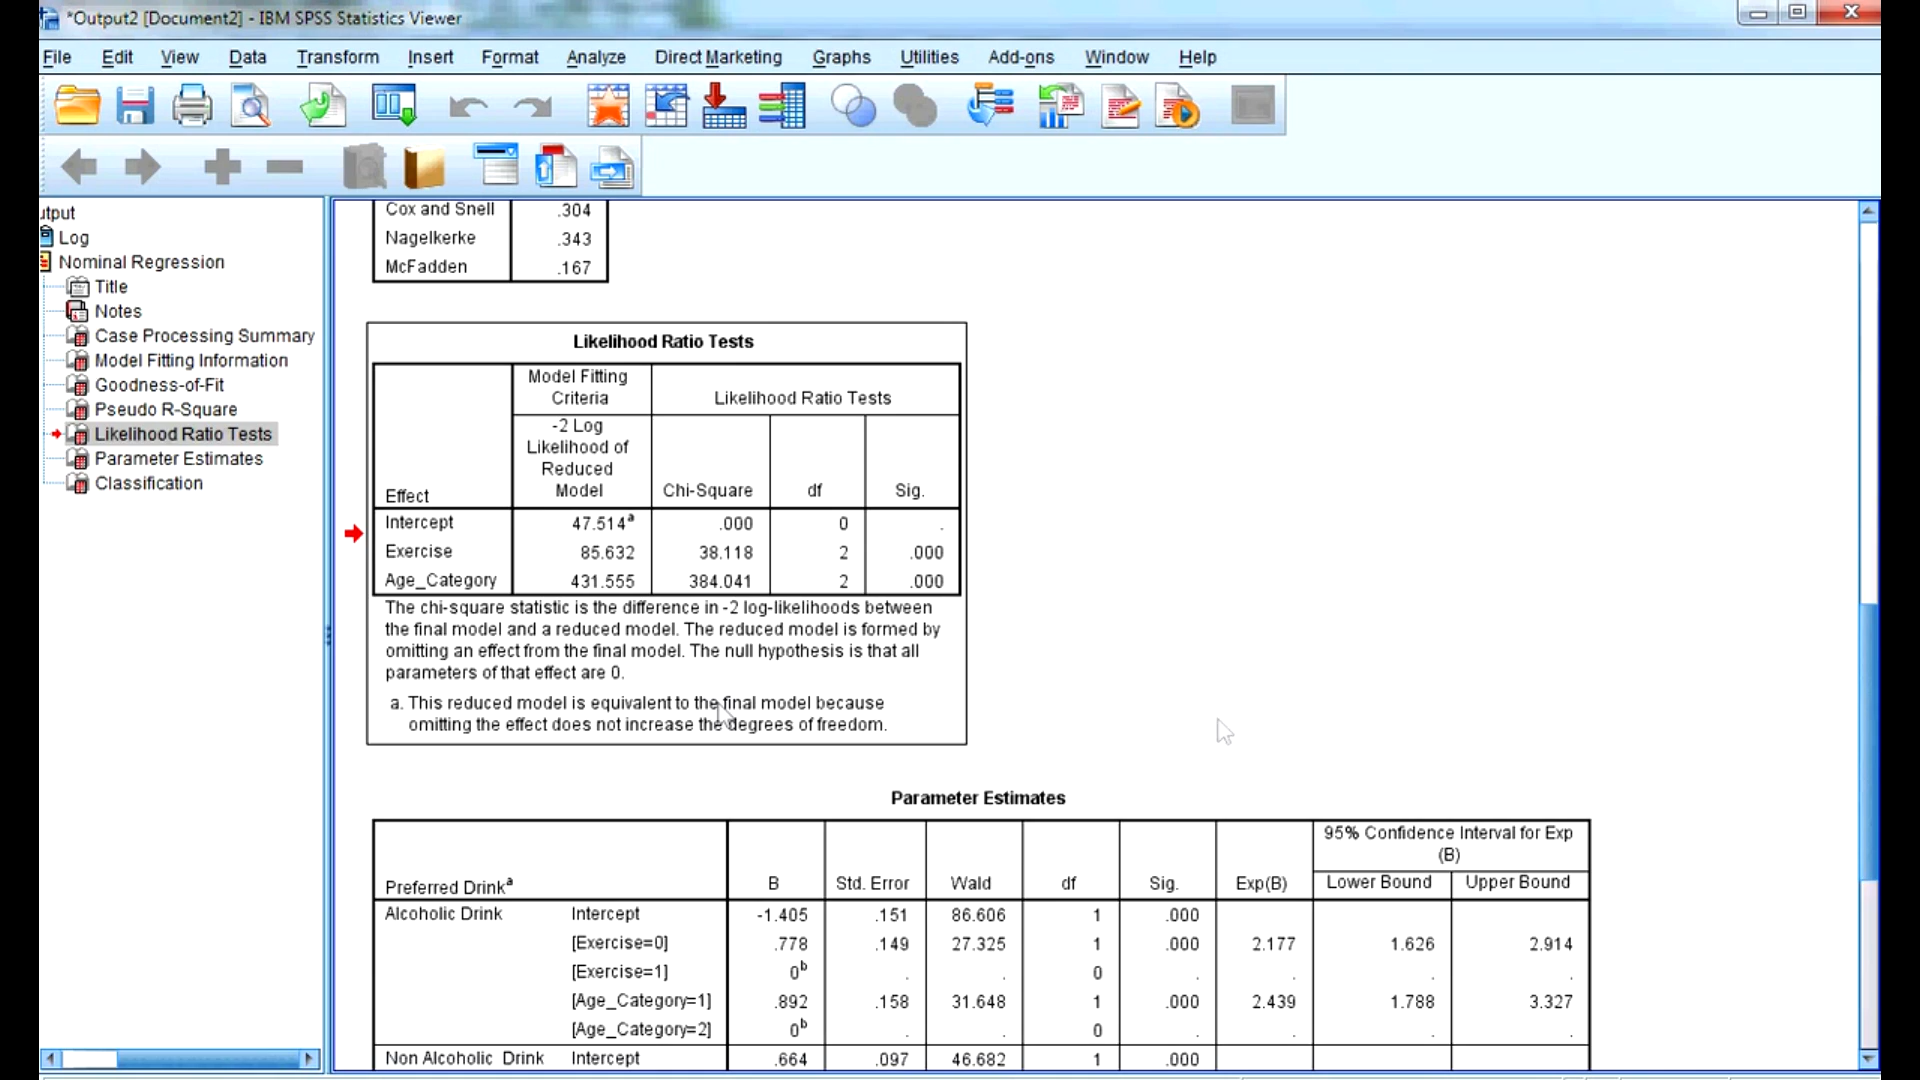 *Output2 [Document2] - IBM SPSS Statistics Viewer
File Edit View Data Transform Insert Format Analyze Direct Marketing Graphs Utilities Add-ons Window Help
utput
Log
Nominal Regression
Title
Notes
Case Processing Summary
Model Fitting Information
Goodness-of-Fit
Pseudo R-Square
Likelihood Ratio Tests
Parameter Estimates
Classification
Cox and Snell .304
Nagelkerke .343
McFadden .167
Likelihood Ratio Tests
Model Fitting
Criteria Likelihood Ratio Tests
-2 Log
Likelihood of
Reduced
Effect Model Chi-Square df Sig.
Intercept 47.514a .000 0 .
Exercise 85.632 38.118 2 .000
Age_Category 431.555 384.041 2 .000
The chi-square statistic is the difference in -2 log-likelihoods between
the final model and a reduced model. The reduced model is formed by
omitting an effect from the final model. The null hypothesis is that all
parameters of that effect are 0.
a. This reduced model is equivalent to the final model because
omitting the effect does not increase the degrees of freedom.
Parameter Estimates
95% Confidence Interval for Exp
(B)
Preferred Drinka B Std. Error Wald df Sig. Exp(B) Lower Bound Upper Bound
Alcoholic Drink Intercept -1.405 .151 86.606 1 .000
[Exercise=0] .778 .149 27.325 1 .000 2.177 1.626 2.914
[Exercise=1] 0b . . 0 . . . .
[Age_Category=1] .892 .158 31.648 1 .000 2.439 1.788 3.327
[Age_Category=2] 0b . . 0 . . . .
Non Alcoholic Drink Intercept .664 .097 46.682 1 .000